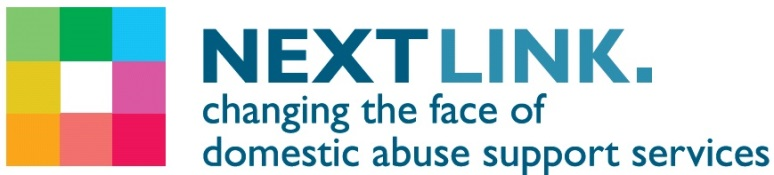 NEXTLINK.
changing the face of
domestic abuse support services